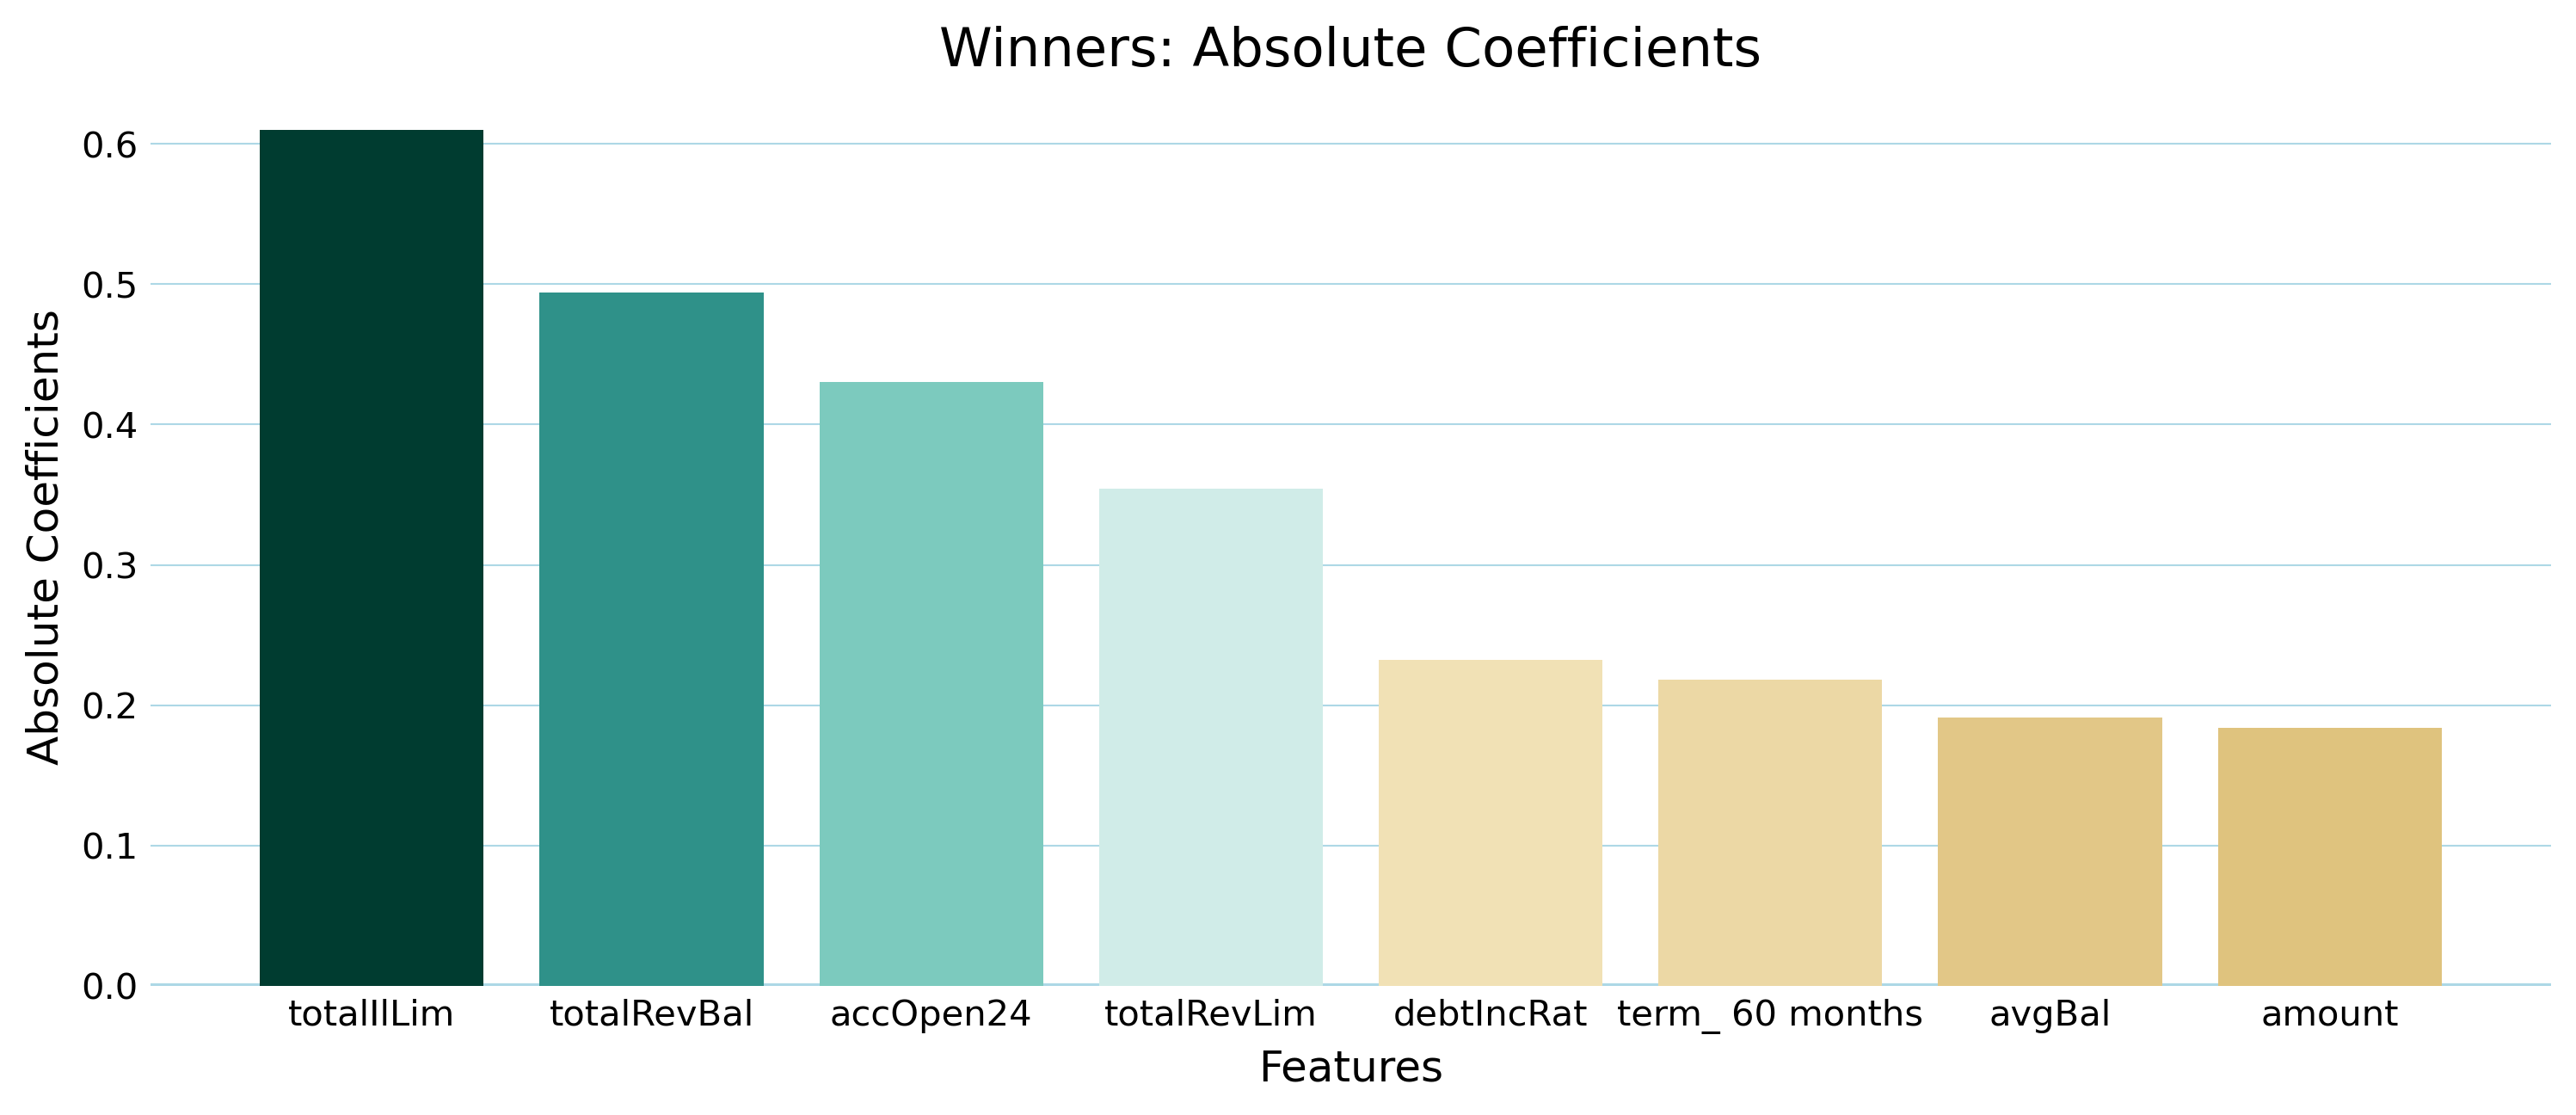 Winners: Absolute Coefficients
Absolute Coefficients
0.6
0.5
0.4
0.3
0.2
0.1
0.0
totalIlLim totalRevBal accOpen24 totalRevLim debtIncRat term_ 60 months avgBal amount
Features